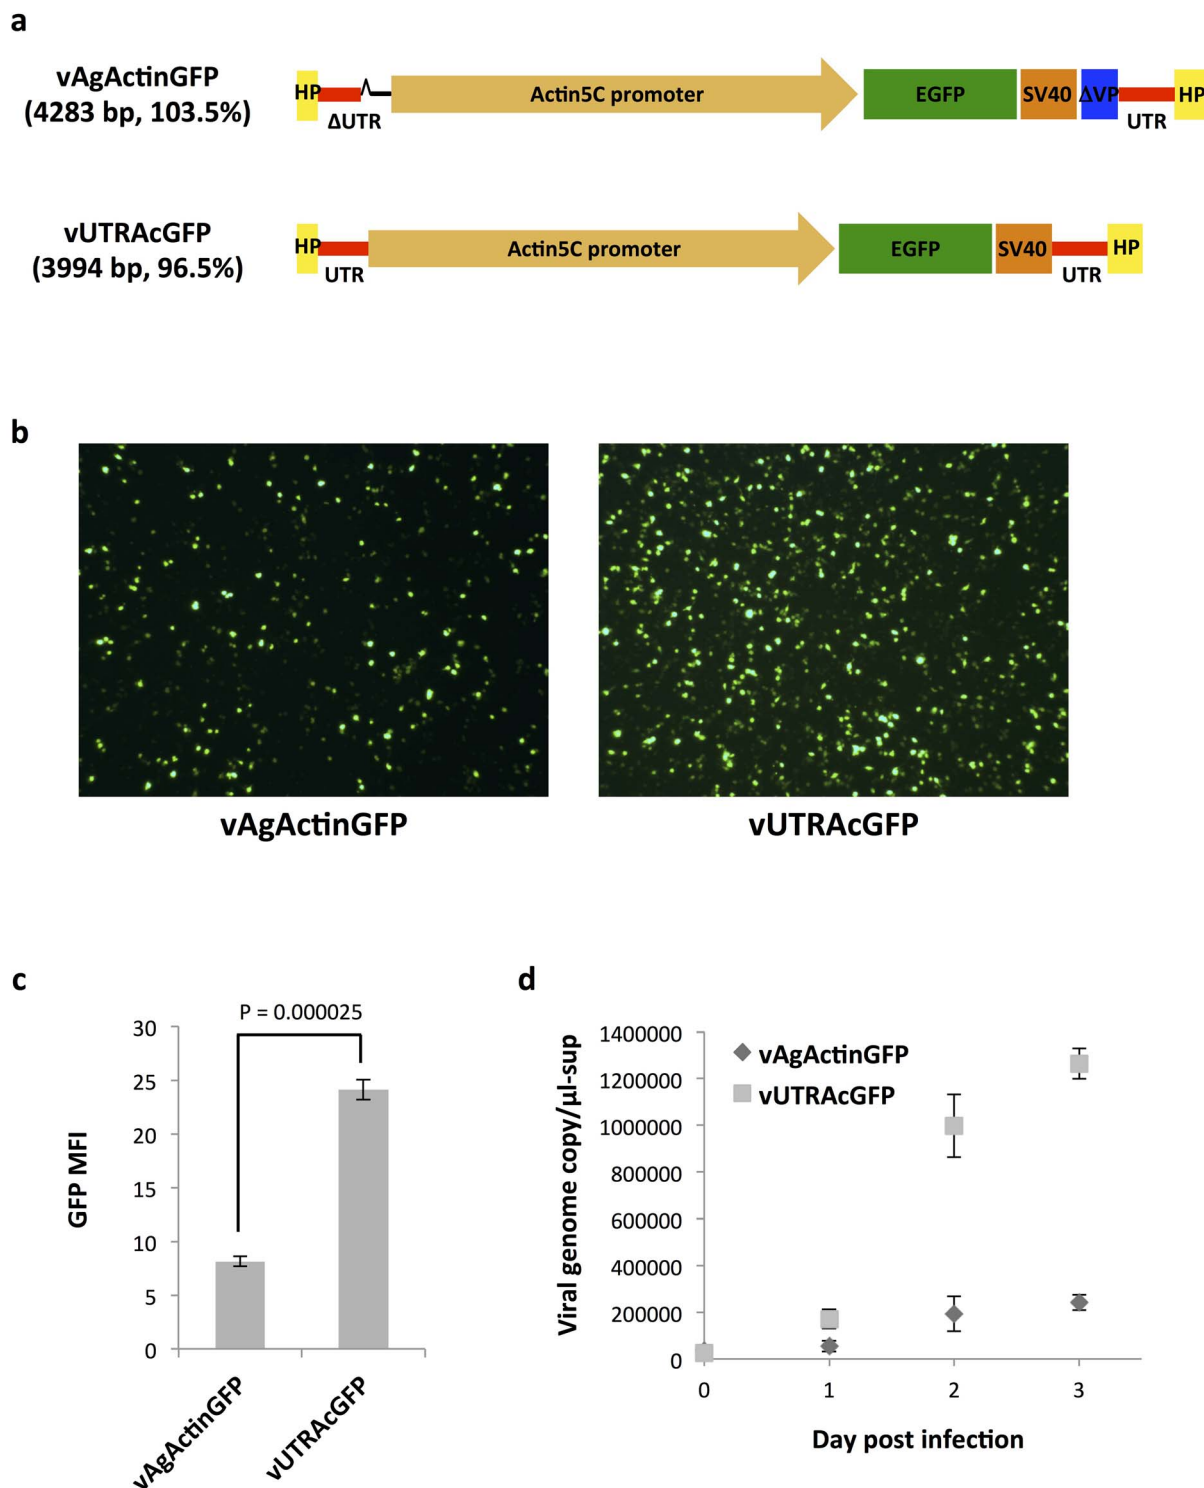 a
vAgActinGFP
(4283 bp, 103.5%)
HP
ΔUTR
Actin5C promoter
EGFP
SV40
ΔVP
UTR
HP
vUTRAcGFP
(3994 bp, 96.5%)
HP
UTR
Actin5C promoter
EGFP
SV40
UTR
HP
b
vAgActinGFP
vUTRAcGFP
c
P = 0.000025
GFP MFI
30
25
20
15
10
5
0
vAgActinGFP
vUTRAcGFP
d
Viral genome copy/µl-sup
1400000
1200000
1000000
800000
600000
400000
200000
0
vAgActinGFP
vUTRAcGFP
0
1
2
3
Day post infection